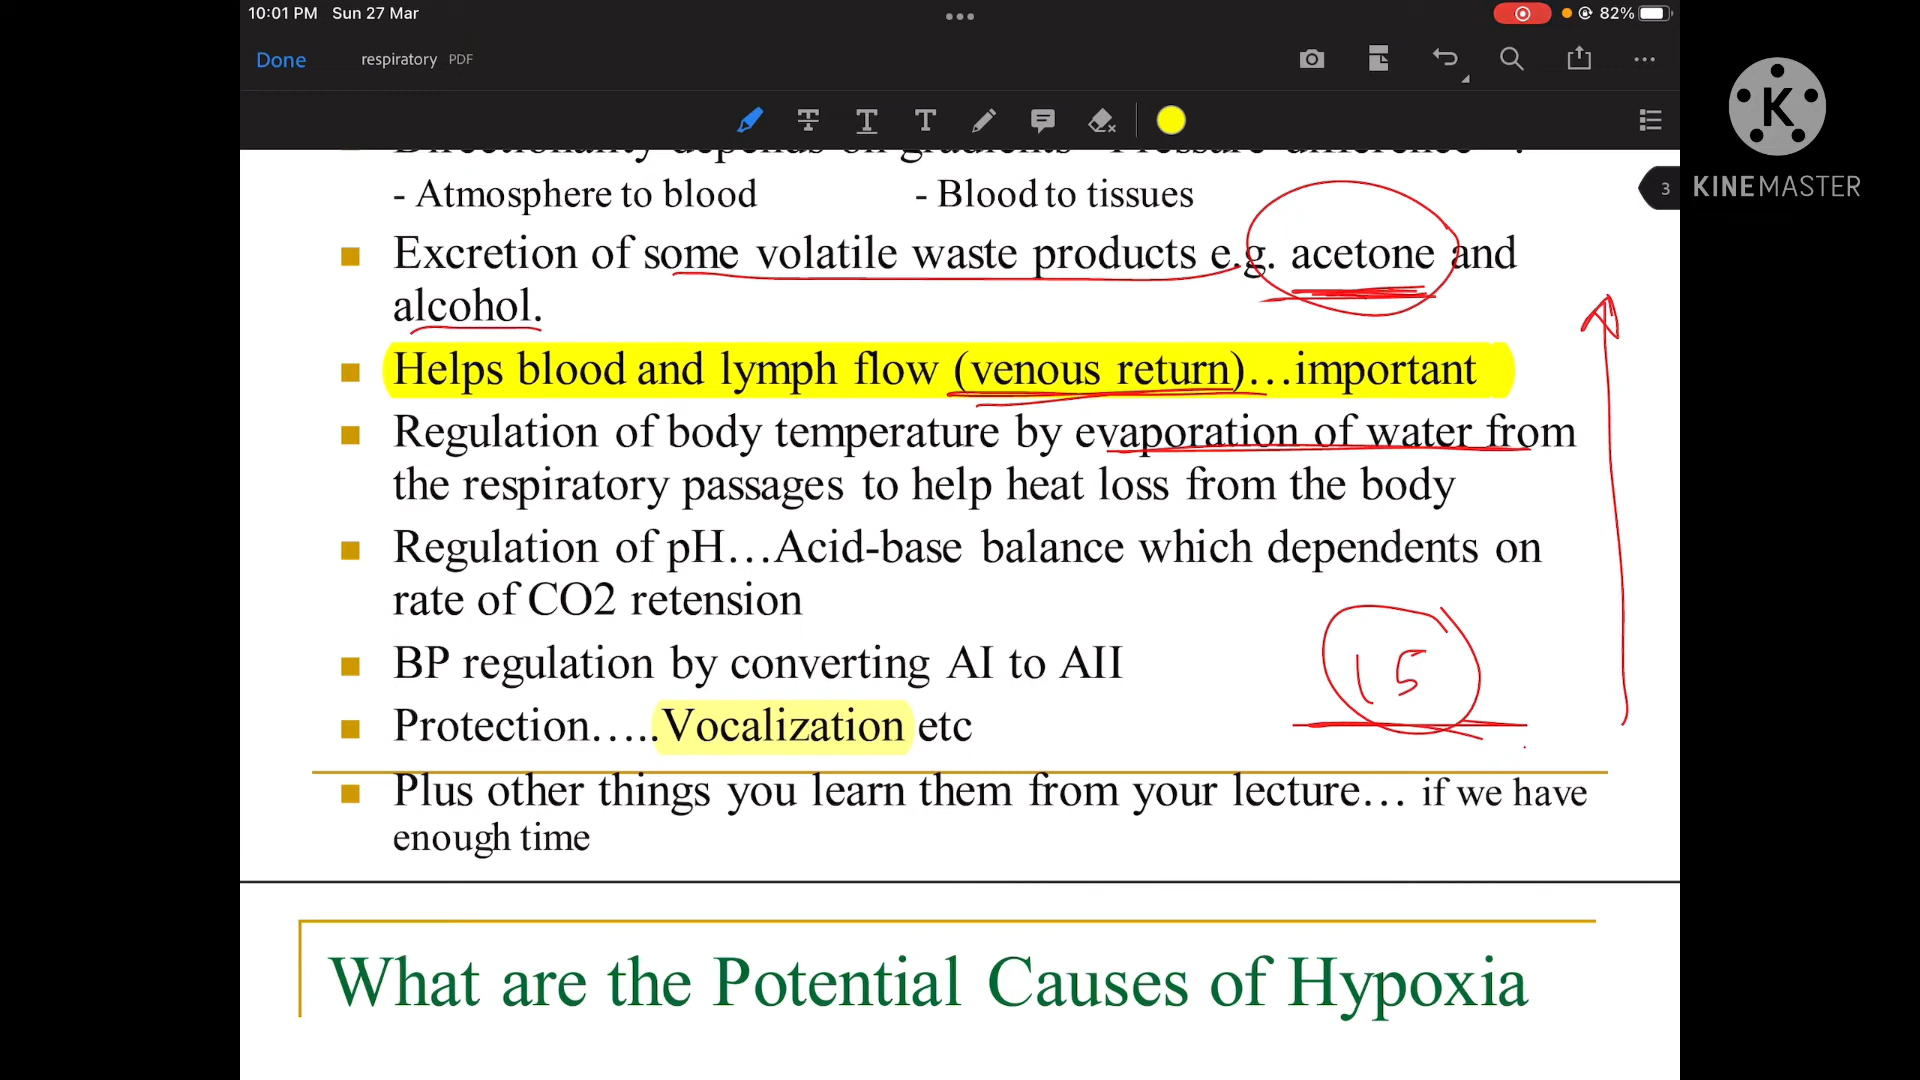 10:01 PM Sun 27 Mar
82%
Done
respiratory PDF
K
KINEMASTER
3
Directionality depends on gradients
- Atmosphere to blood - Blood to tissues
Excretion of some volatile waste products e.g. acetone and
alcohol.
Helps blood and lymph flow (venous return)…important
Regulation of body temperature by evaporation of water from
the respiratory passages to help heat loss from the body
Regulation of pH…Acid-base balance which dependents on
rate of CO2 retension
BP regulation by converting AI to AII
15
Protection…..Vocalization etc
Plus other things you learn them from your lecture… if we have
enough time
What are the Potential Causes of Hypoxia